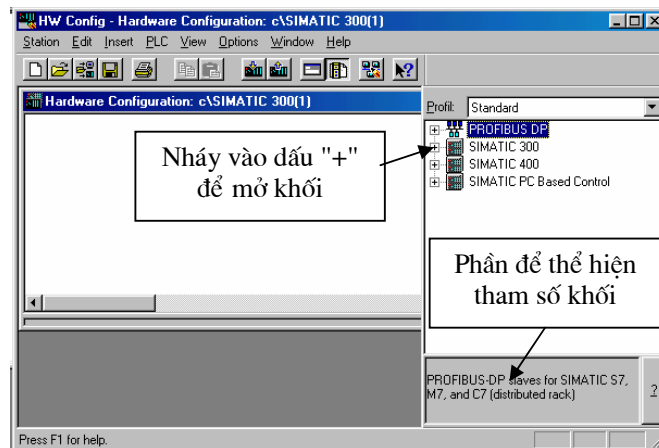 HW Config - Hardware Configuration: c\SIMATIC 300(1)
Station Edit Insert PLC View Options Window Help
Hardware Configuration: c\SIMATIC 300(1)
Profil: Standard
PROFIBUS DP
SIMATIC 300
SIMATIC 400
SIMATIC PC Based Control
Nháy vào dấu "+"
để mở khối
Phần để thể hiện
tham số khối
PROFIBUS-DP slaves for SIMATIC S7,
M7, and C7 (distributed rack)
Press F1 for help.